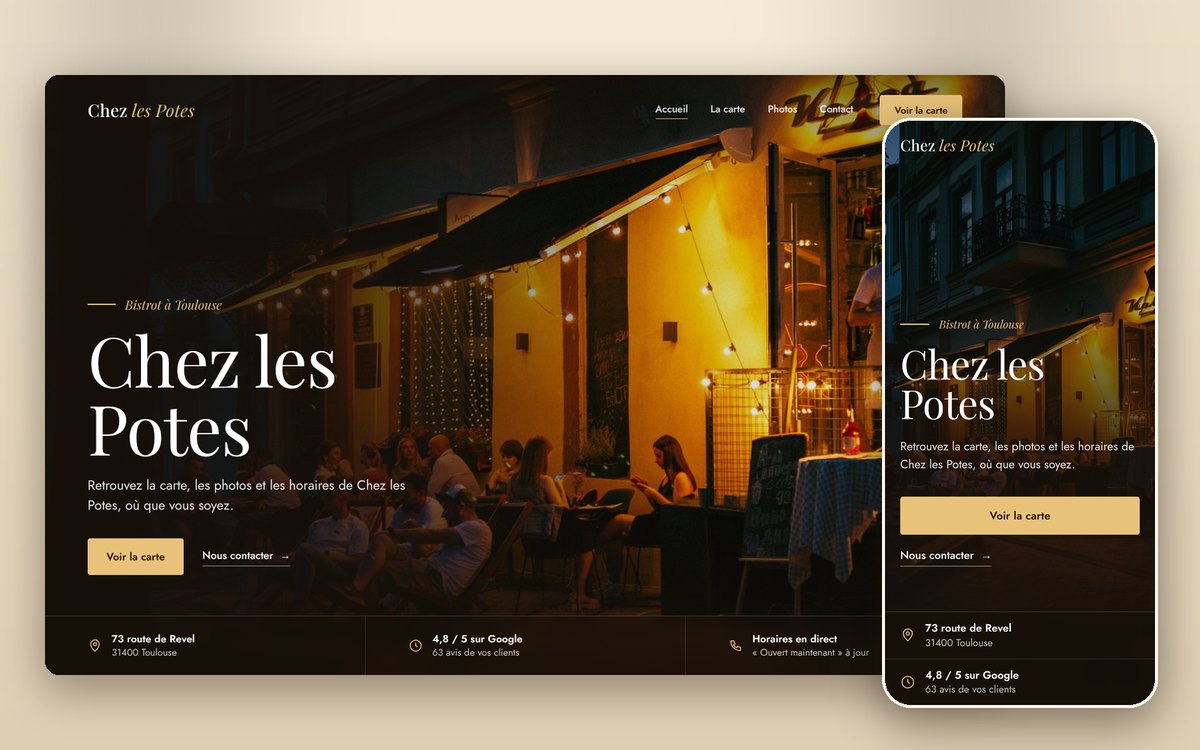 Chez les Potes
Accueil
La carte
Photos
Contact
Voir la carte
Bistrot à Toulouse
Chez les
Potes
Retrouvez la carte, les photos et les horaires de Chez les
Potes, où que vous soyez.
Voir la carte
Nous contacter →
73 route de Revel
31400 Toulouse
4,8 / 5 sur Google
63 avis de vos clients
Horaires en direct
« Ouvert maintenant » à jour
Chez les Potes
Bistrot à Toulouse
Chez les
Potes
Retrouvez la carte, les photos et les horaires de
Chez les Potes, où que vous soyez.
Voir la carte
Nous contacter →
73 route de Revel
31400 Toulouse
4,8 / 5 sur Google
63 avis de vos clients